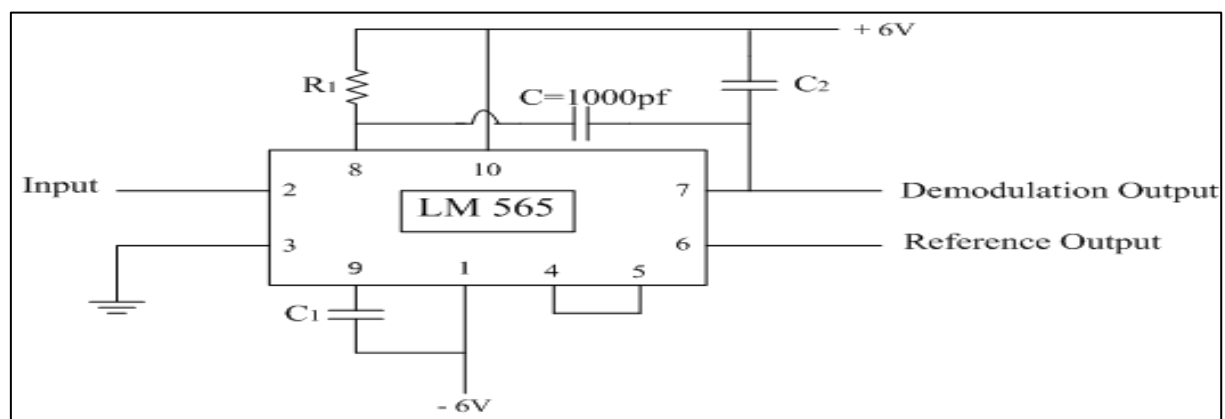 + 6V
R1
C2
C=1000pf
8
10
Input
2
LM 565
7
Demodulation Output
3
6
Reference Output
9
1
4
5
C1
- 6V